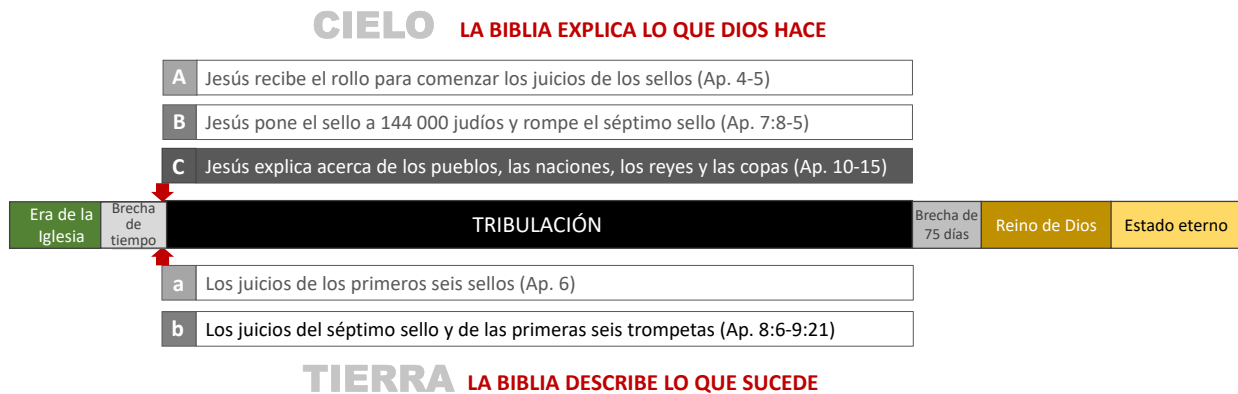 CIELO LA BIBLIA EXPLICA LO QUE DIOS HACE
A Jesús recibe el rollo para comenzar los juicios de los sellos (Ap. 4-5)
B Jesús pone el sello a 144 000 judíos y rompe el séptimo sello (Ap. 7:8-5)
C Jesús explica acerca de los pueblos, las naciones, los reyes y las copas (Ap. 10-15)
Era de la
Iglesia
Brecha
de
tiempo
TRIBULACIÓN
Brecha de
75 días
Reino de Dios
Estado eterno
a Los juicios de los primeros seis sellos (Ap. 6)
b Los juicios del séptimo sello y de las primeras seis trompetas (Ap. 8:6-9:21)
TIERRA LA BIBLIA DESCRIBE LO QUE SUCEDE